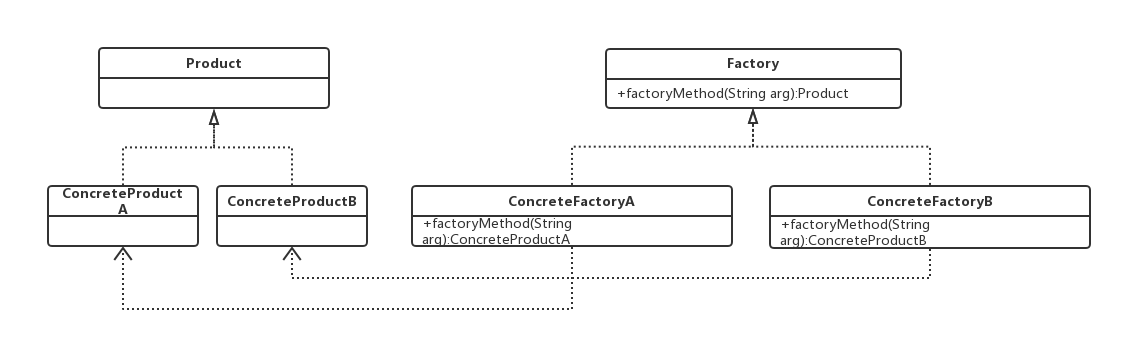 Product
Factory
+factoryMethod(String arg):Product
ConcreteProduct
A
ConcreteProductB
ConcreteFactoryA
+factoryMethod(String
arg):ConcreteProductA
ConcreteFactoryB
+factoryMethod(String
arg):ConcreteProductB